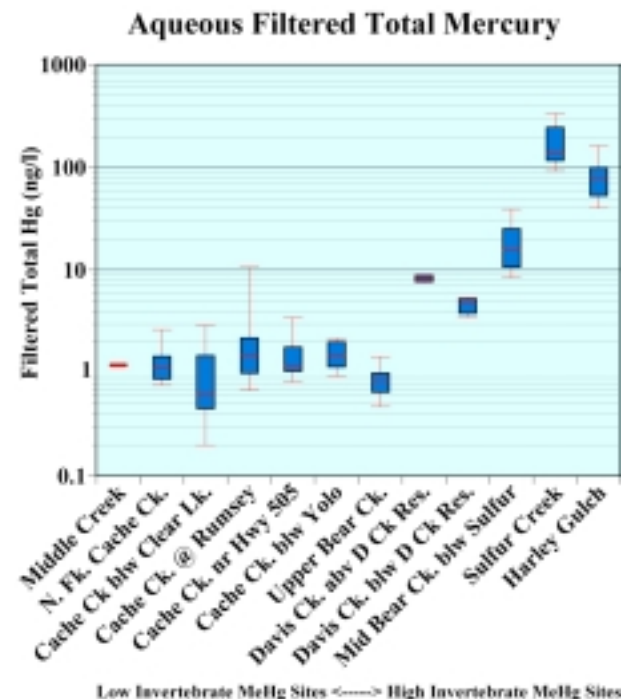 Aqueous Filtered Total Mercury
Filtered Total Hg (ng/l)
1000
100
10
1
0.1
Middle Creek
N. Fk. Cache Ck.
Cache Ck blw Clear Lk.
Cache Ck. @ Rumsey
Cache Ck. nr Hwy 505
Cache Ck. blw Yolo
Upper Bear Ck.
Davis Ck. abv D Ck Res.
Davis Ck. blw D Ck Res.
Mid Bear Ck. blw Sulfur
Sulfur Creek
Harley Gulch
Low Invertebrate MeHg Sites <-----> High Invertebrate MeHg Sites